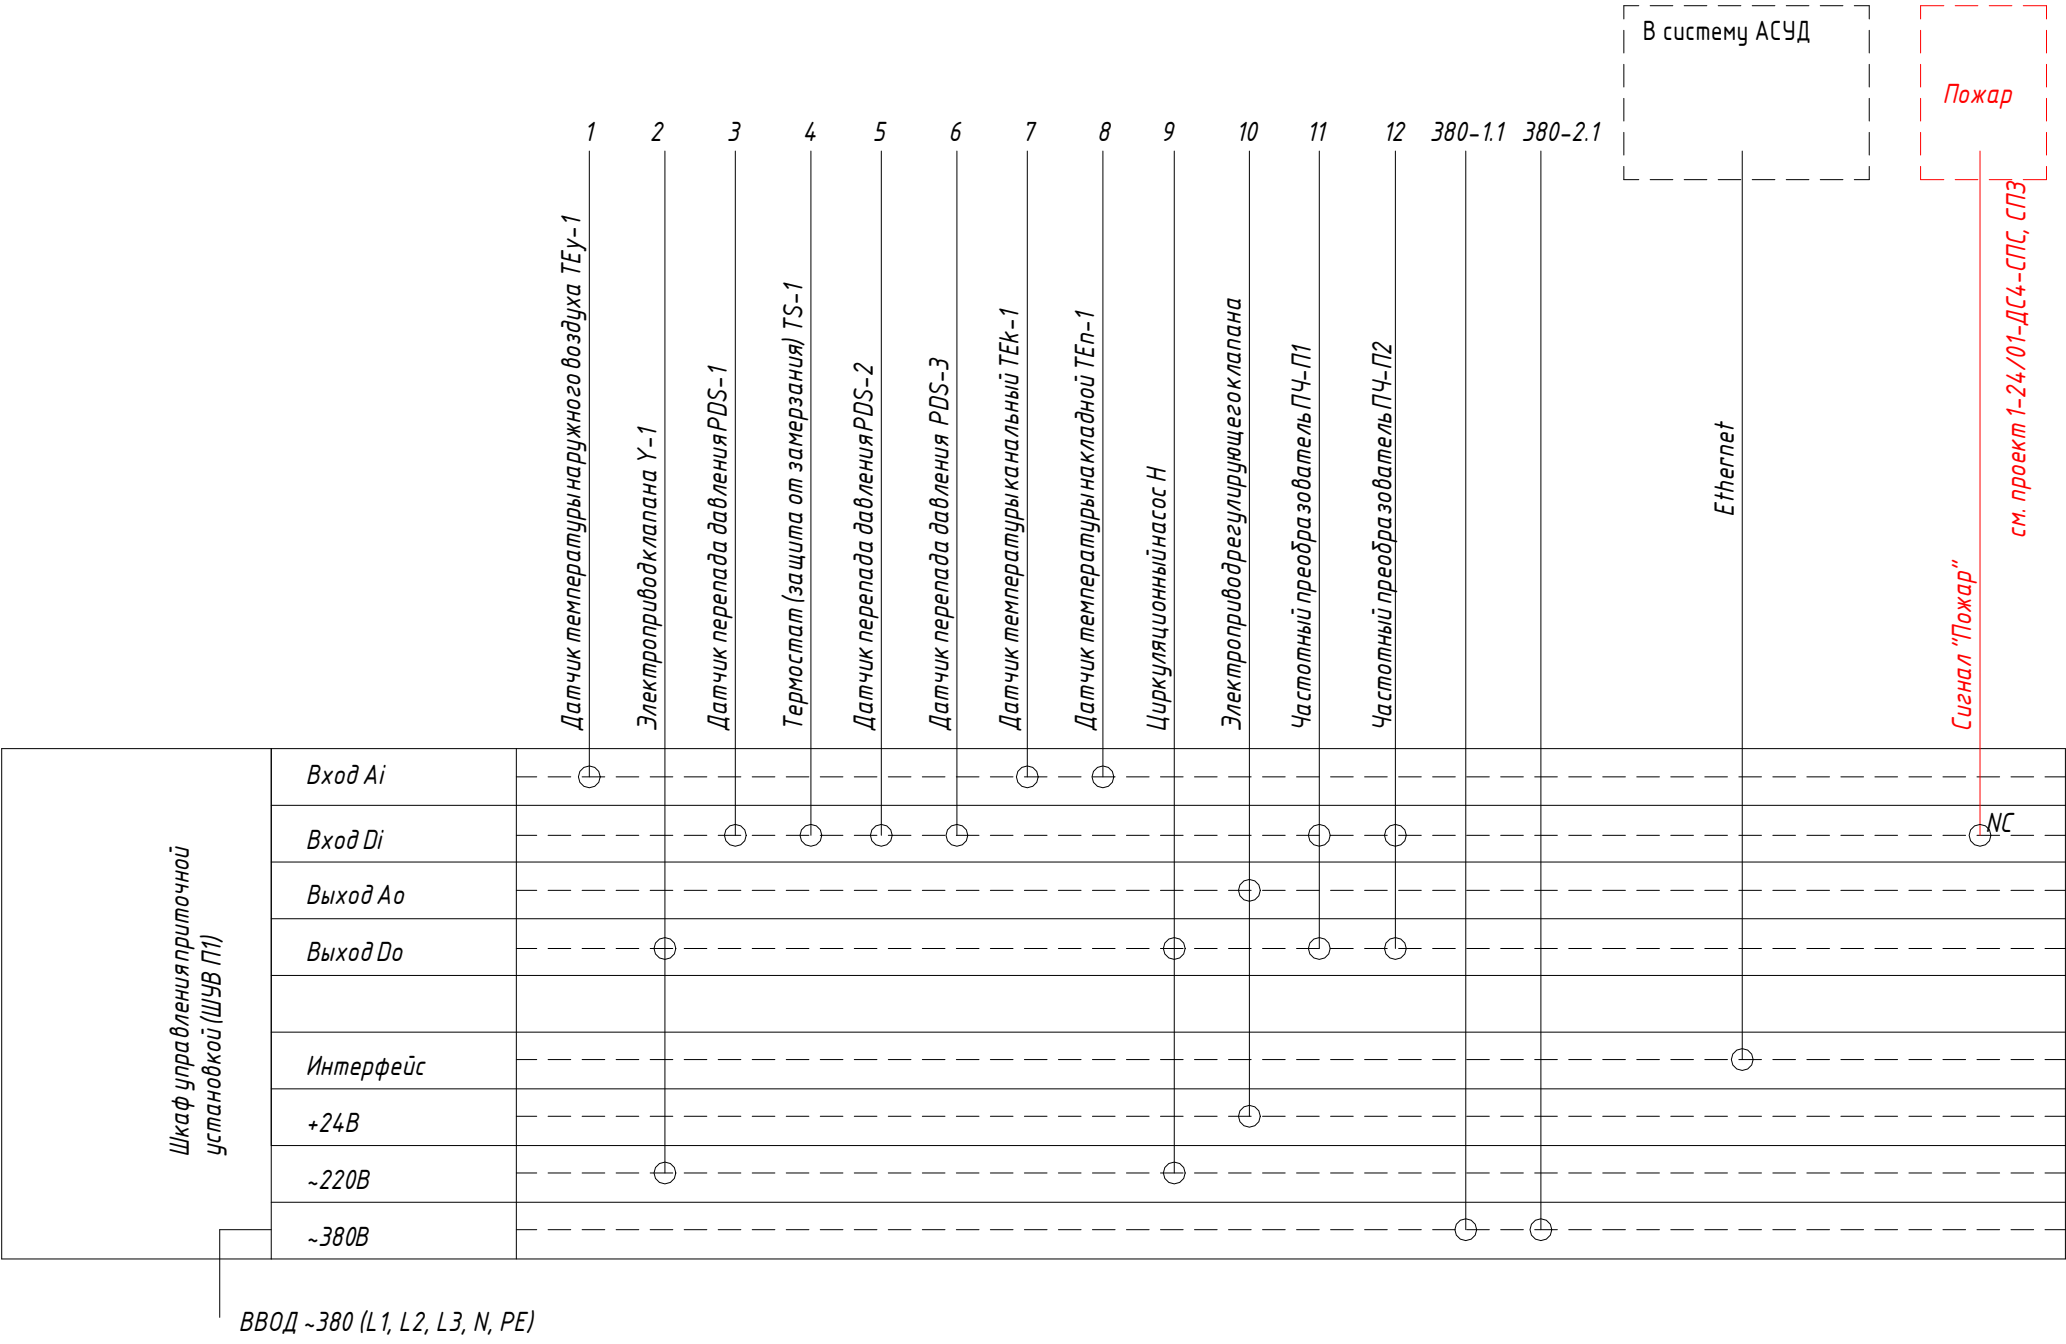 В систему АСУД
Пожар
1 2 3 4 5 6 7 8 9 10 11 12 380-1.1 380-2.1
Датчик температуры наружного воздуха TEy-1
Электропривод клапана Y-1
Датчик перепада давления PDS-1
Термостат (защита от замерзания) TS-1
Датчик перепада давления PDS-2
Датчик перепада давления PDS-3
Датчик температуры канальный TEk-1
Датчик температуры накладной TEn-1
Циркуляционный насос Н
Электропривод регулирующего клапана
Частотный преобразователь ПЧ-П1
Частотный преобразователь ПЧ-П2
Ethernet
Сигнал "Пожар"
см. проект 1-24/01-ДС4-СПС, СПЗ
Шкаф управления приточной
установкой (ШУВ П1)
Вход Ai
Вход Di
NC
Выход Ao
Выход Do
Интерфейс
+24В
~220В
~380В
ВВОД ~380 (L1, L2, L3, N, PE)